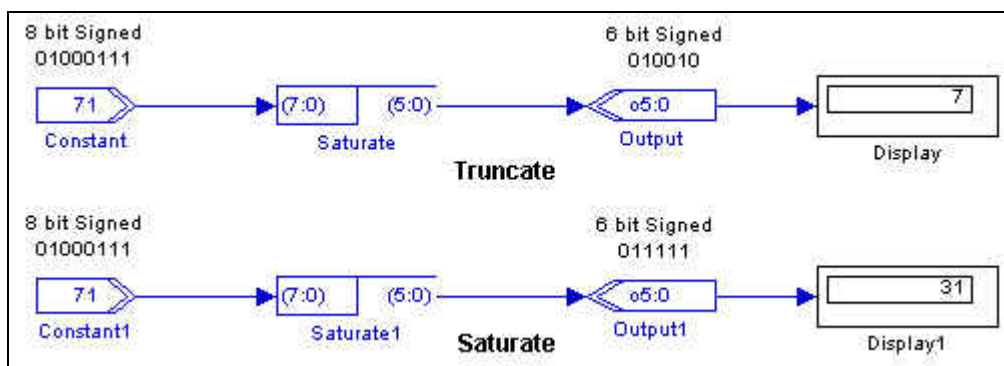 8 bit Signed
01000111
6 bit Signed
010010
71
(7:0)
(5:0)
o5:0
7
Constant
Saturate
Output
Display
Truncate
8 bit Signed
01000111
6 bit Signed
011111
71
(7:0)
(5:0)
o5:0
31
Constant1
Saturate1
Output1
Display1
Saturate